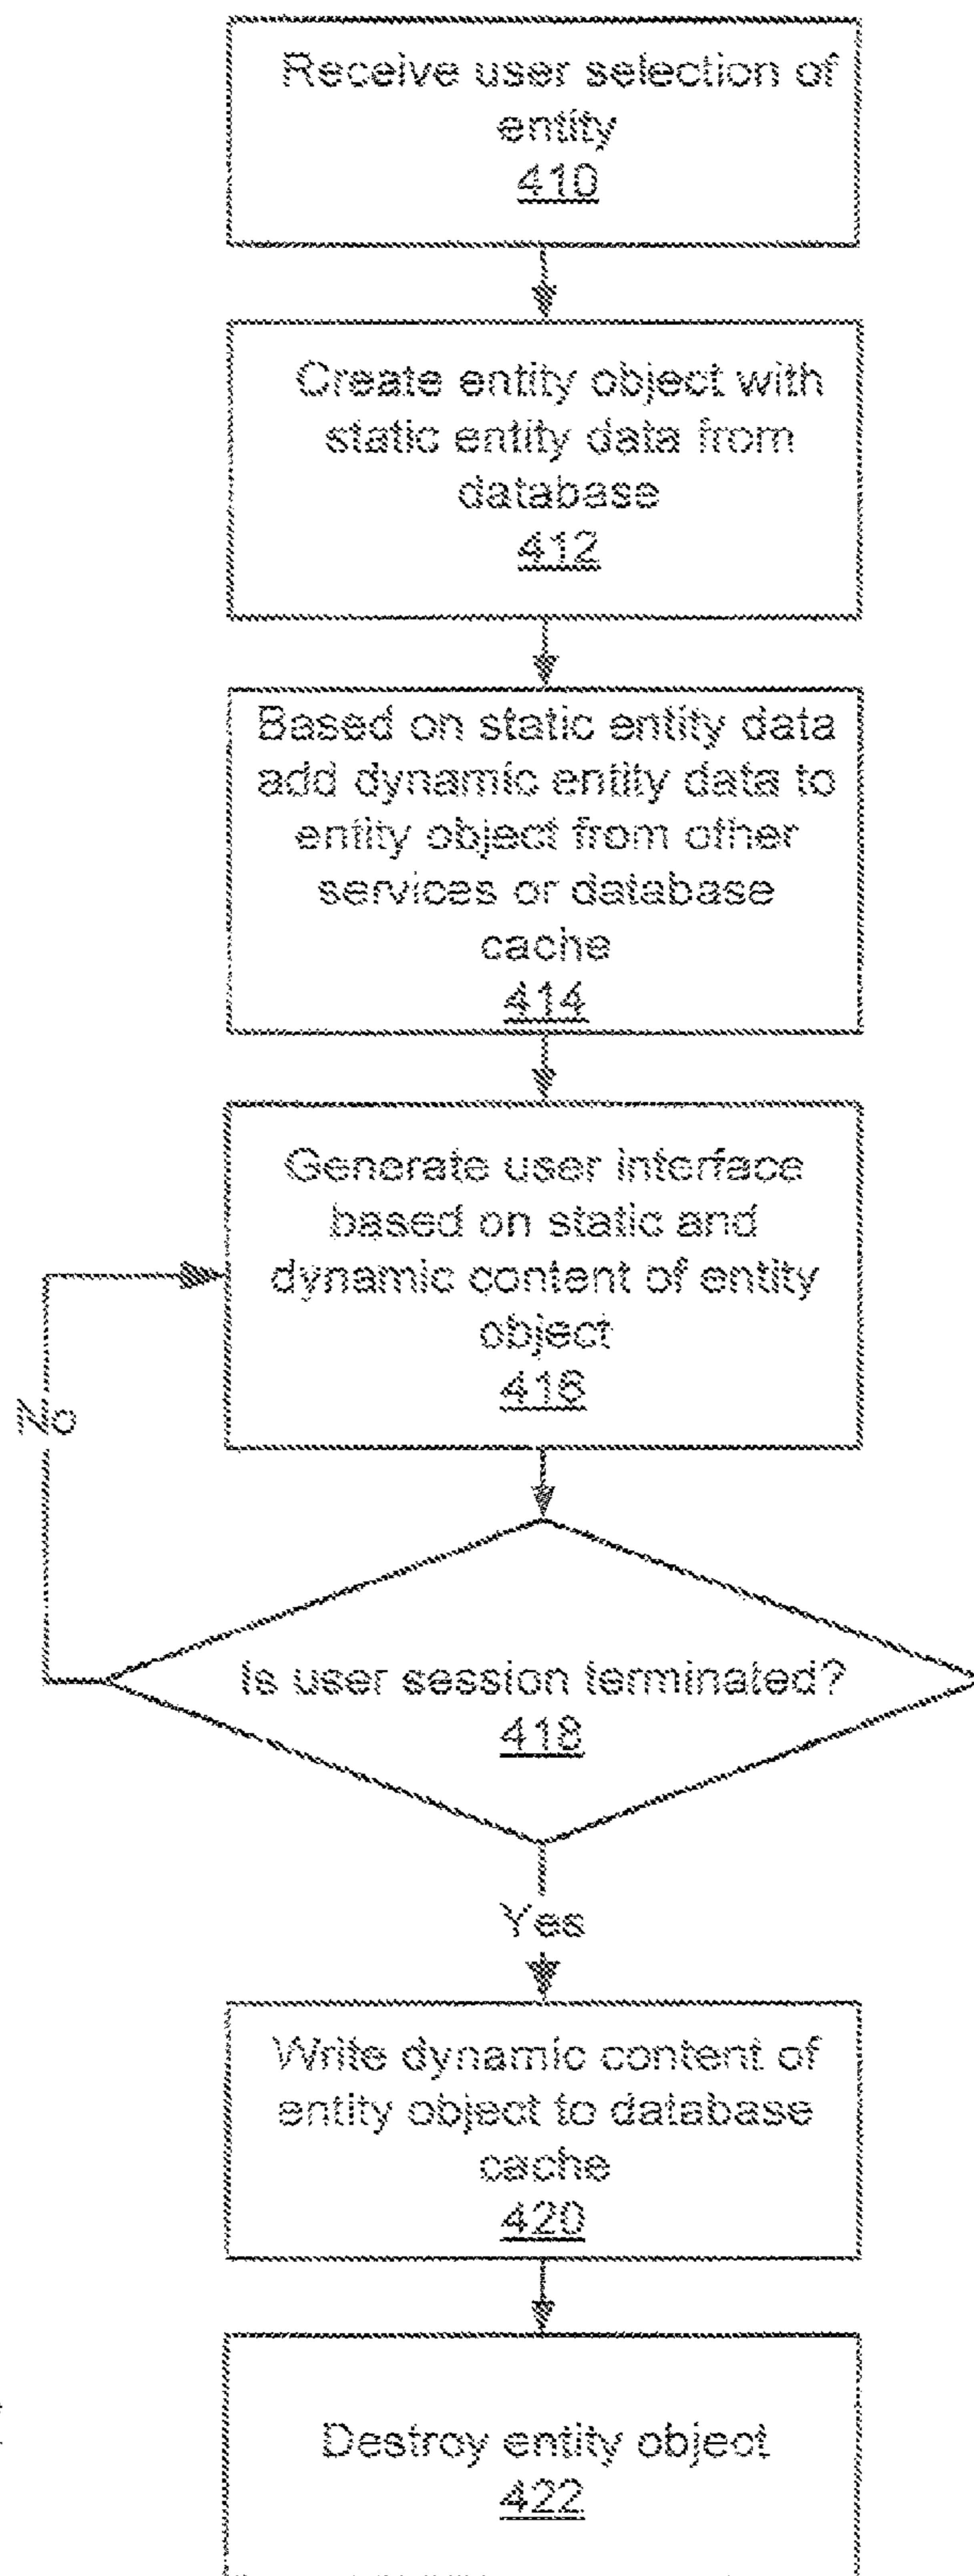 Receive user selection of
entity
410
Create entity object with
static entity data from
database
412
Based on static entity data
add dynamic entity data to
entity object from other
services or database
cache
414
Generate user interface
based on static and
dynamic content of entity
object
416
No
Is user session terminated?
418
Yes
Write dynamic content of
entity object to database
cache
420
Destroy entity object
422